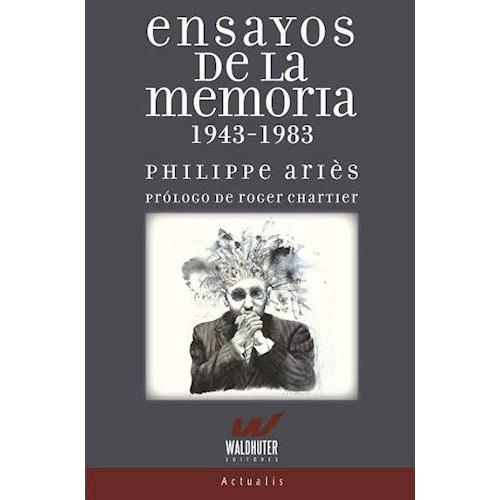 ensayos
DE LA
memoria
1943-1983
PHILIPPE ariès
PRÓLOGO DE roger CHARTIER
WALDHUTER
EDITORES
Actualis